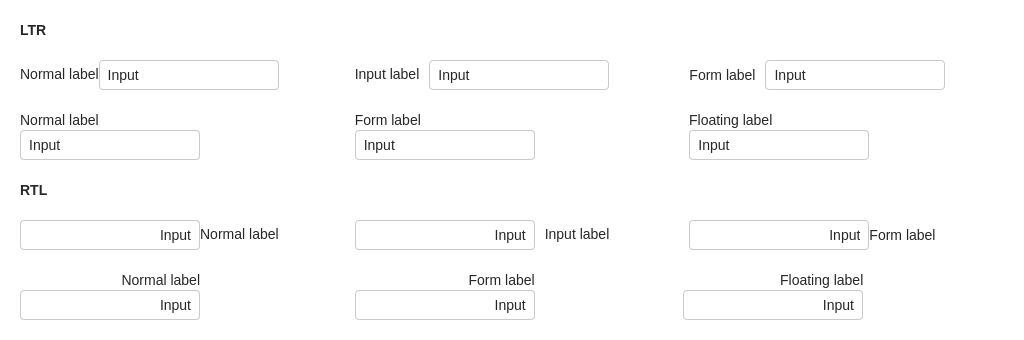 LTR
Normal label Input Input label Input Form label Input
Normal label Form label Floating label
Input Input Input
RTL
Input Normal label Input Input label Input Form label
Normal label Form label Floating label
Input Input Input